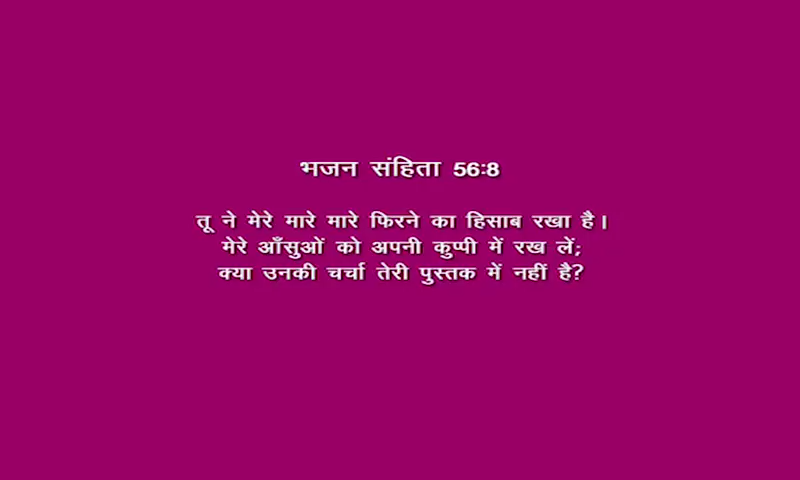 भजन संहिता 56:8
तू ने मेरे मारे मारे फिरने का हिसाब रखा है।
मेरे आँसुओं को अपनी कुप्पी में रख लें;
क्या उनकी चर्चा तेरी पुस्तक में नहीं है?